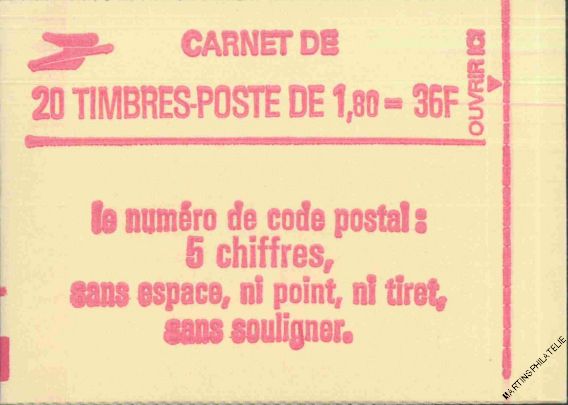 CARNET DE
20 TIMBRES-POSTE DE 1,80 = 36F
OUVRIR ICI
le numéro de code postal :
5 chiffres,
sans espace, ni point, ni tiret,
sans souligner.
MARTINSPHILATELIE